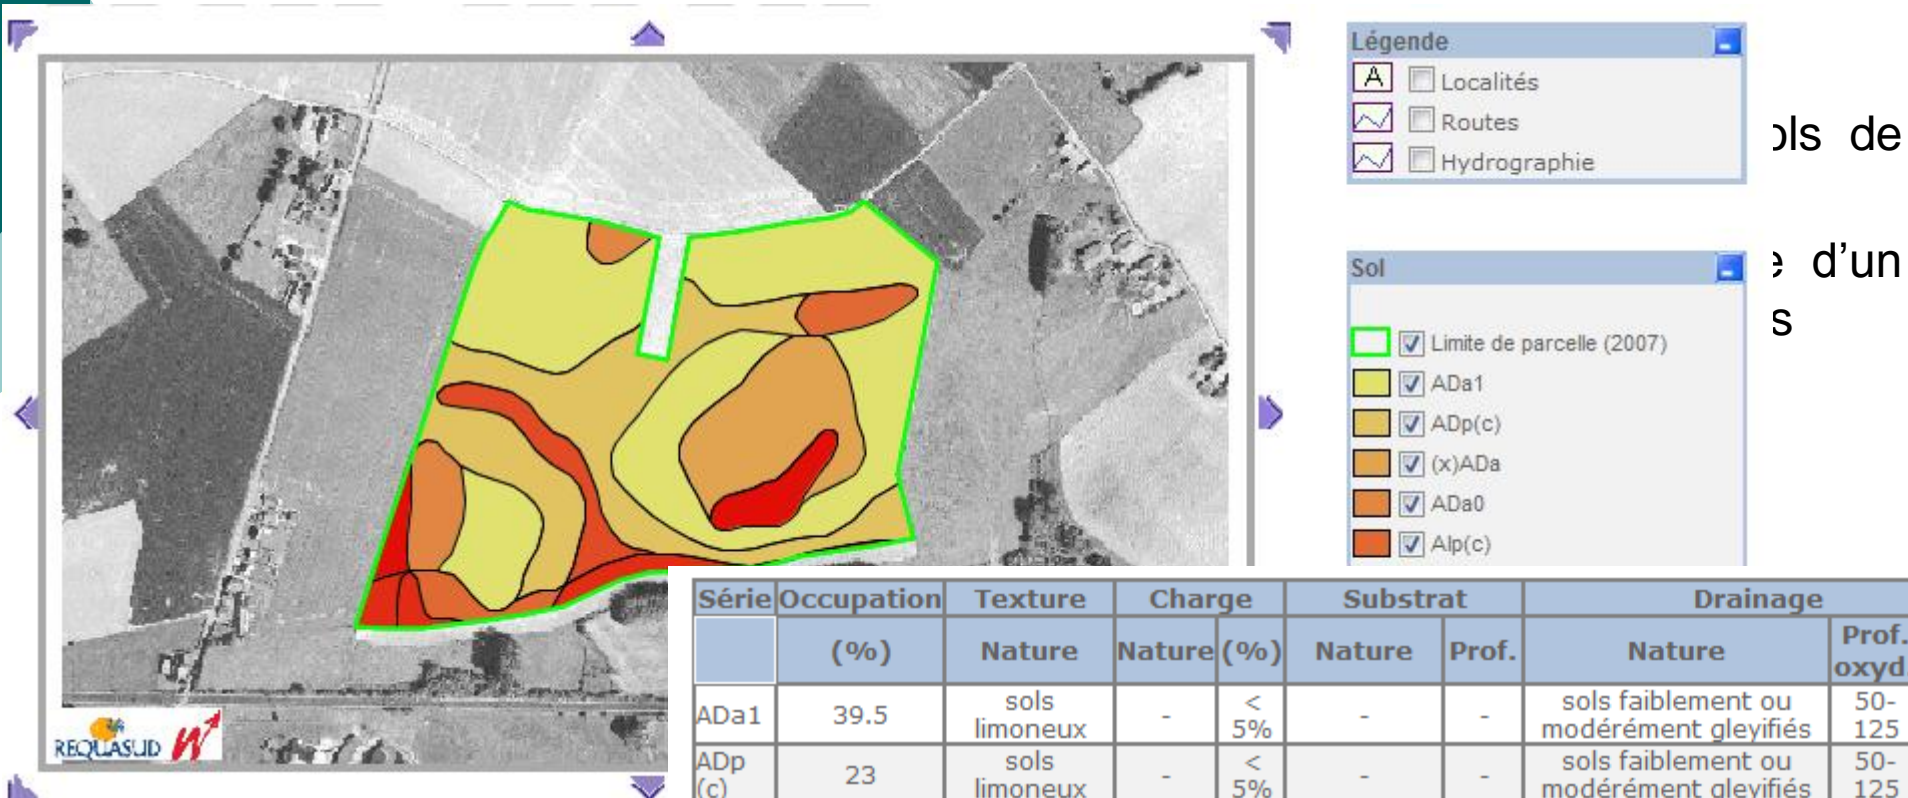 Légende
A Localités
Routes
Hydrographie
ols de
Sol
e d'un
s
Limite de parcelle (2007)
ADa1
ADp(c)
(x)ADa
ADa0
AIp(c)
Série Occupation Texture Charge Substrat Drainage
(%) Nature Nature (%) Nature Prof. Nature Prof. oxyd
ADa1 39.5 sols limoneux - < 5% - - sols faiblement ou modérément gleyifiés 50-125
ADp (c) 23 sols limoneux - < 5% - - sols faiblement ou modérément gleyifiés 50-125
REQUASUD W